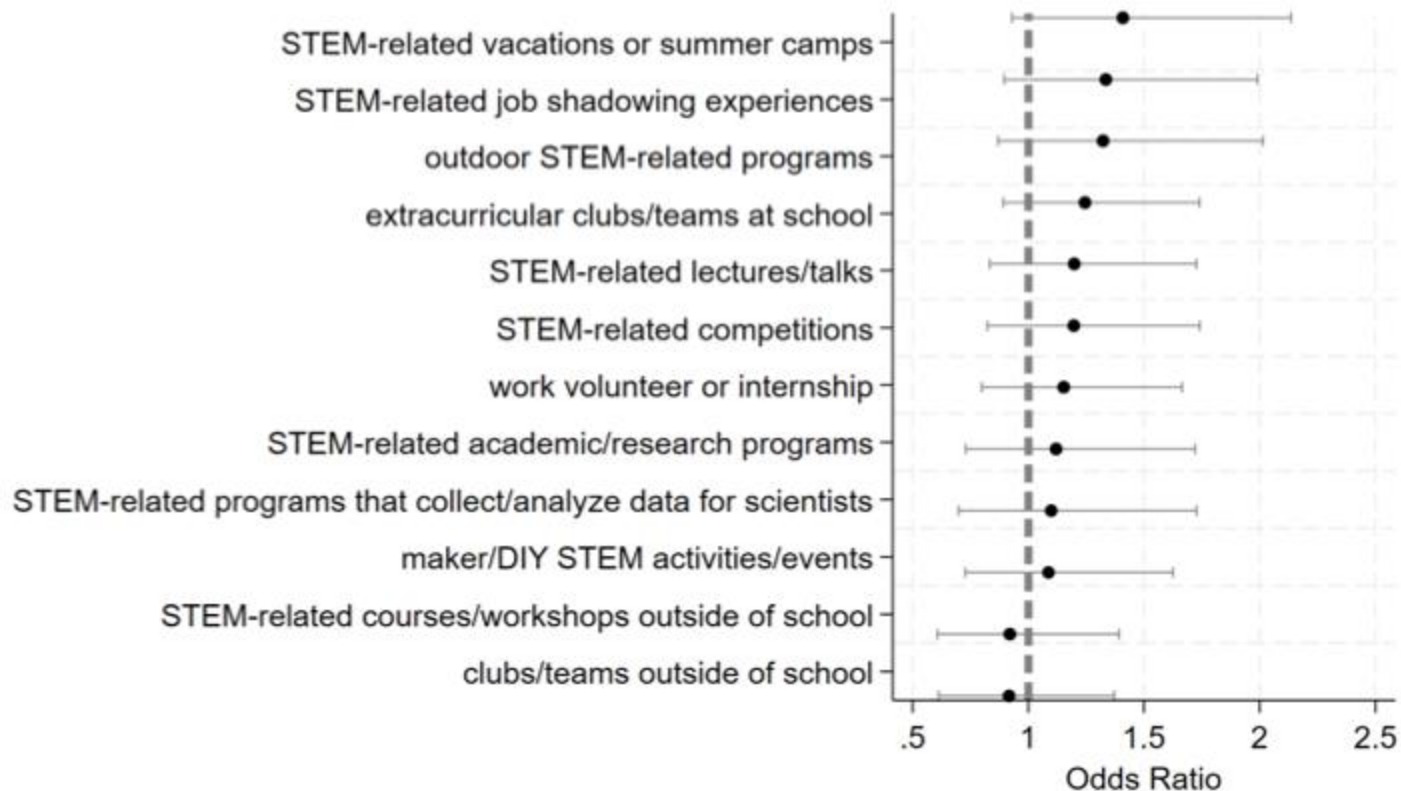 STEM-related vacations or summer camps
STEM-related job shadowing experiences
outdoor STEM-related programs
extracurricular clubs/teams at school
STEM-related lectures/talks
STEM-related competitions
work volunteer or internship
STEM-related academic/research programs
STEM-related programs that collect/analyze data for scientists
maker/DIY STEM activities/events
STEM-related courses/workshops outside of school
clubs/teams outside of school
.5 1 1.5 2 2.5
Odds Ratio